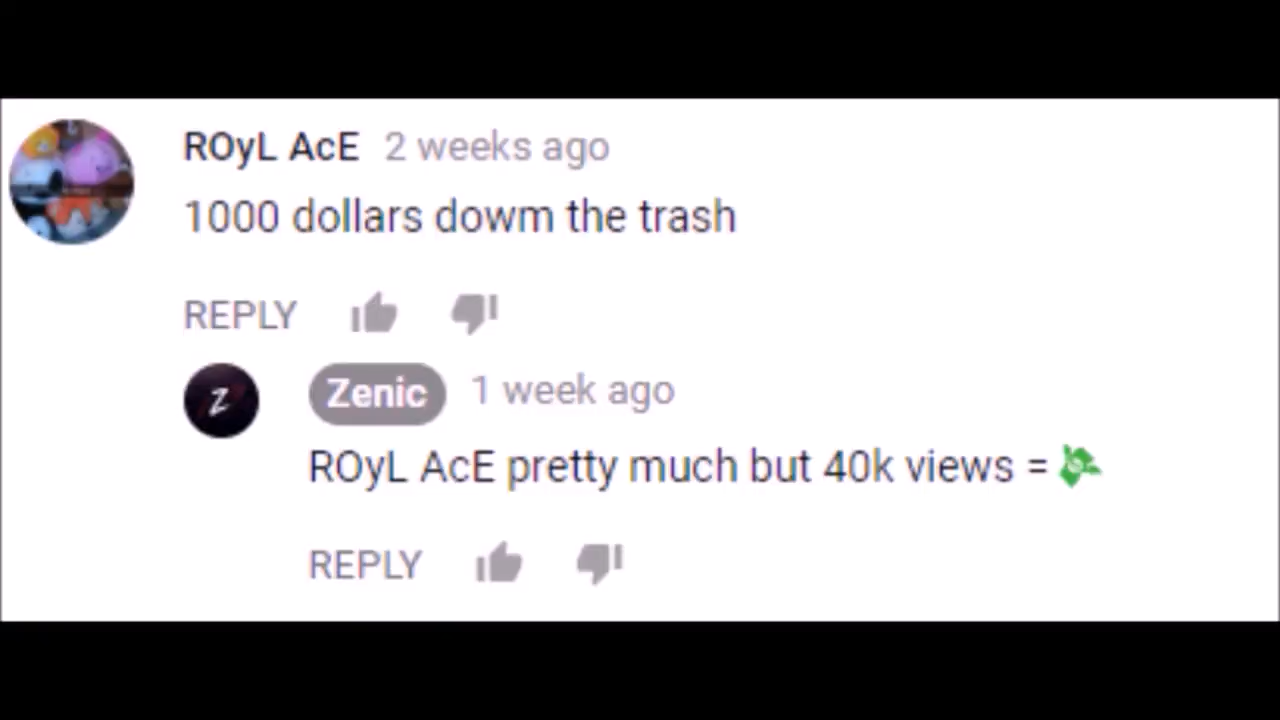 ROyL AcE 2 weeks ago
1000 dollars dowm the trash
REPLY
Z
Zenic 1 week ago
ROyL AcE pretty much but 40k views = 💸
REPLY